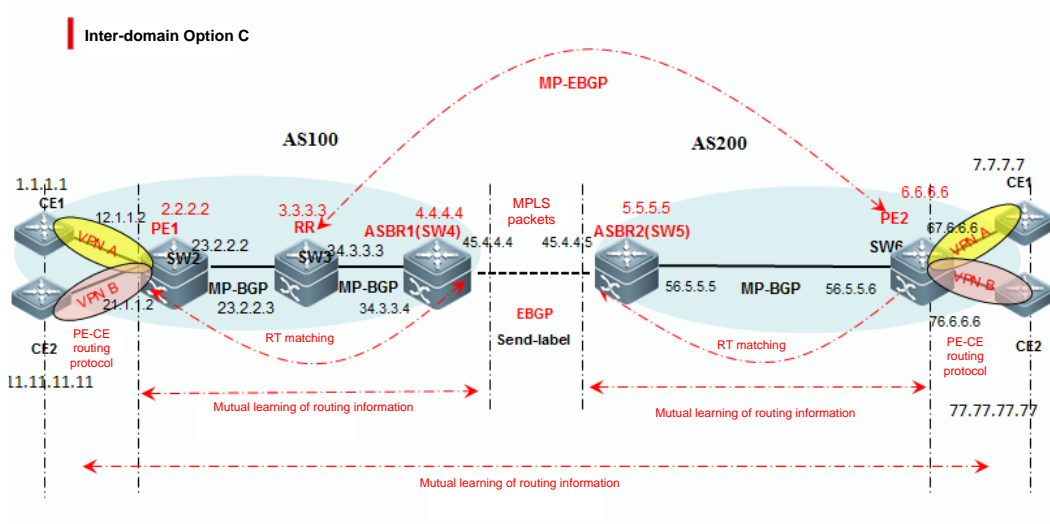 Inter-domain Option C
MP-EBGP
AS100
AS200
1.1.1.1
CE1
12.1.1.2
VPN A
2.2.2.2
PE1
SW2
23.2.2.2
3.3.3.3
RR
SW3
34.3.3.3
4.4.4.4
ASBR1(SW4)
45.4.4.4
MPLS
packets
45.4.4.5
5.5.5.5
ASBR2(SW5)
6.6.6.6
PE2
SW6
67.6.6.6
7.7.7.7
CE1
VPN A
VPN B
21.1.1.2
CE2
11.11.11.11
PE-CE
routing
protocol
MP-BGP
23.2.2.3
MP-BGP
34.3.3.4
RT matching
EBGP
Send-label
56.5.5.5
MP-BGP
56.5.5.6
RT matching
VPN B
76.6.6.6
CE2
PE-CE
routing
protocol
77.77.77.77
Mutual learning of routing information
Mutual learning of routing information
Mutual learning of routing information